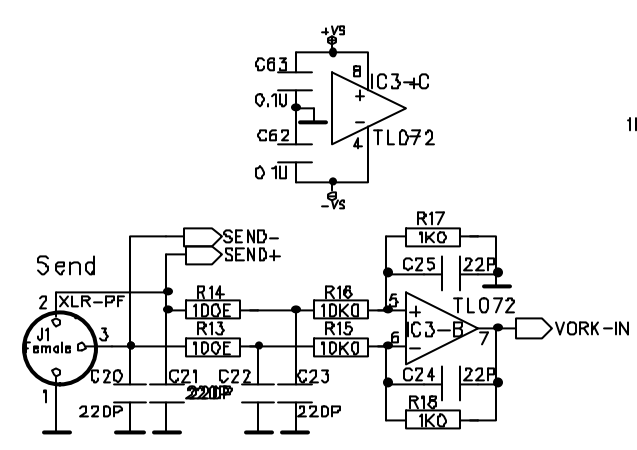 +VS
C63
8
IC3-+C
0.1U
+
1I
-
C62
4
TL072
0.1U
-VS
R17
SEND-
1K0
Send
SEND+
C25
22P
2
XLR-PF
R14
R16
TL072
J1
3
10OE
10K0
5
+
Female
R13
R15
6
IC3-B
7
VORK-IN
10OE
10K0
-
C20
C21
C22
C23
C24
22P
1
220P
220P
220P
R18
1K0